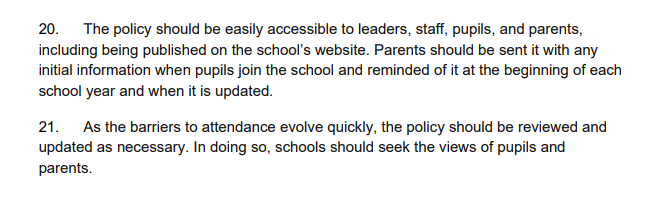 20. The policy should be easily accessible to leaders, staff, pupils, and parents,
including being published on the school's website. Parents should be sent it with any
initial information when pupils join the school and reminded of it at the beginning of each
school year and when it is updated.
21. As the barriers to attendance evolve quickly, the policy should be reviewed and
updated as necessary. In doing so, schools should seek the views of pupils and
parents.